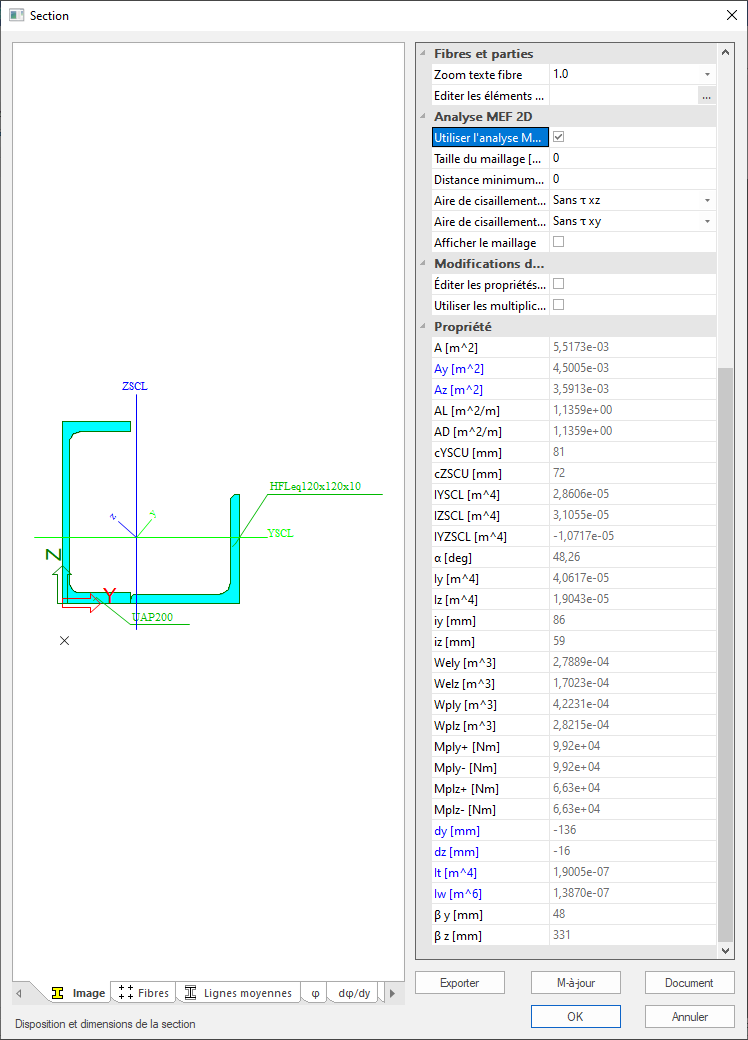 Section
ZSCL
HFLeq120x120x10
z
y
YSCL
Z
Y
UAP200
Fibres et parties
Zoom texte fibre 1.0
Editer les éléments ... ...
Analyse MEF 2D
Utiliser l'analyse M...
Taille du maillage [... 0
Distance minimum... 0
Aire de cisaillement... Sans τ xz
Aire de cisaillement... Sans τ xy
Afficher le maillage
Modifications d...
Éditer les propriétés...
Utiliser les multiplic...
Propriété
A [m^2] 5,5173e-03
Ay [m^2] 4,5005e-03
Az [m^2] 3,5913e-03
AL [m^2/m] 1,1359e+00
AD [m^2/m] 1,1359e+00
cYSCU [mm] 81
cZSCU [mm] 72
IYSCL [m^4] 2,8606e-05
IZSCL [m^4] 3,1055e-05
IYZSCL [m^4] -1,0717e-05
α [deg] 48,26
Iy [m^4] 4,0617e-05
Iz [m^4] 1,9043e-05
iy [mm] 86
iz [mm] 59
Wely [m^3] 2,7889e-04
Welz [m^3] 1,7023e-04
Wply [m^3] 4,2231e-04
Wplz [m^3] 2,8215e-04
Mply+ [Nm] 9,92e+04
Mply- [Nm] 9,92e+04
Mplz+ [Nm] 6,63e+04
Mplz- [Nm] 6,63e+04
dy [mm] -136
dz [mm] -16
It [m^4] 1,9005e-07
Iw [m^6] 1,3870e-07
β y [mm] 48
β z [mm] 331
Image Fibres Lignes moyennes φ dφ/dy
Exporter M-à-jour Document
Disposition et dimensions de la section
OK Annuler